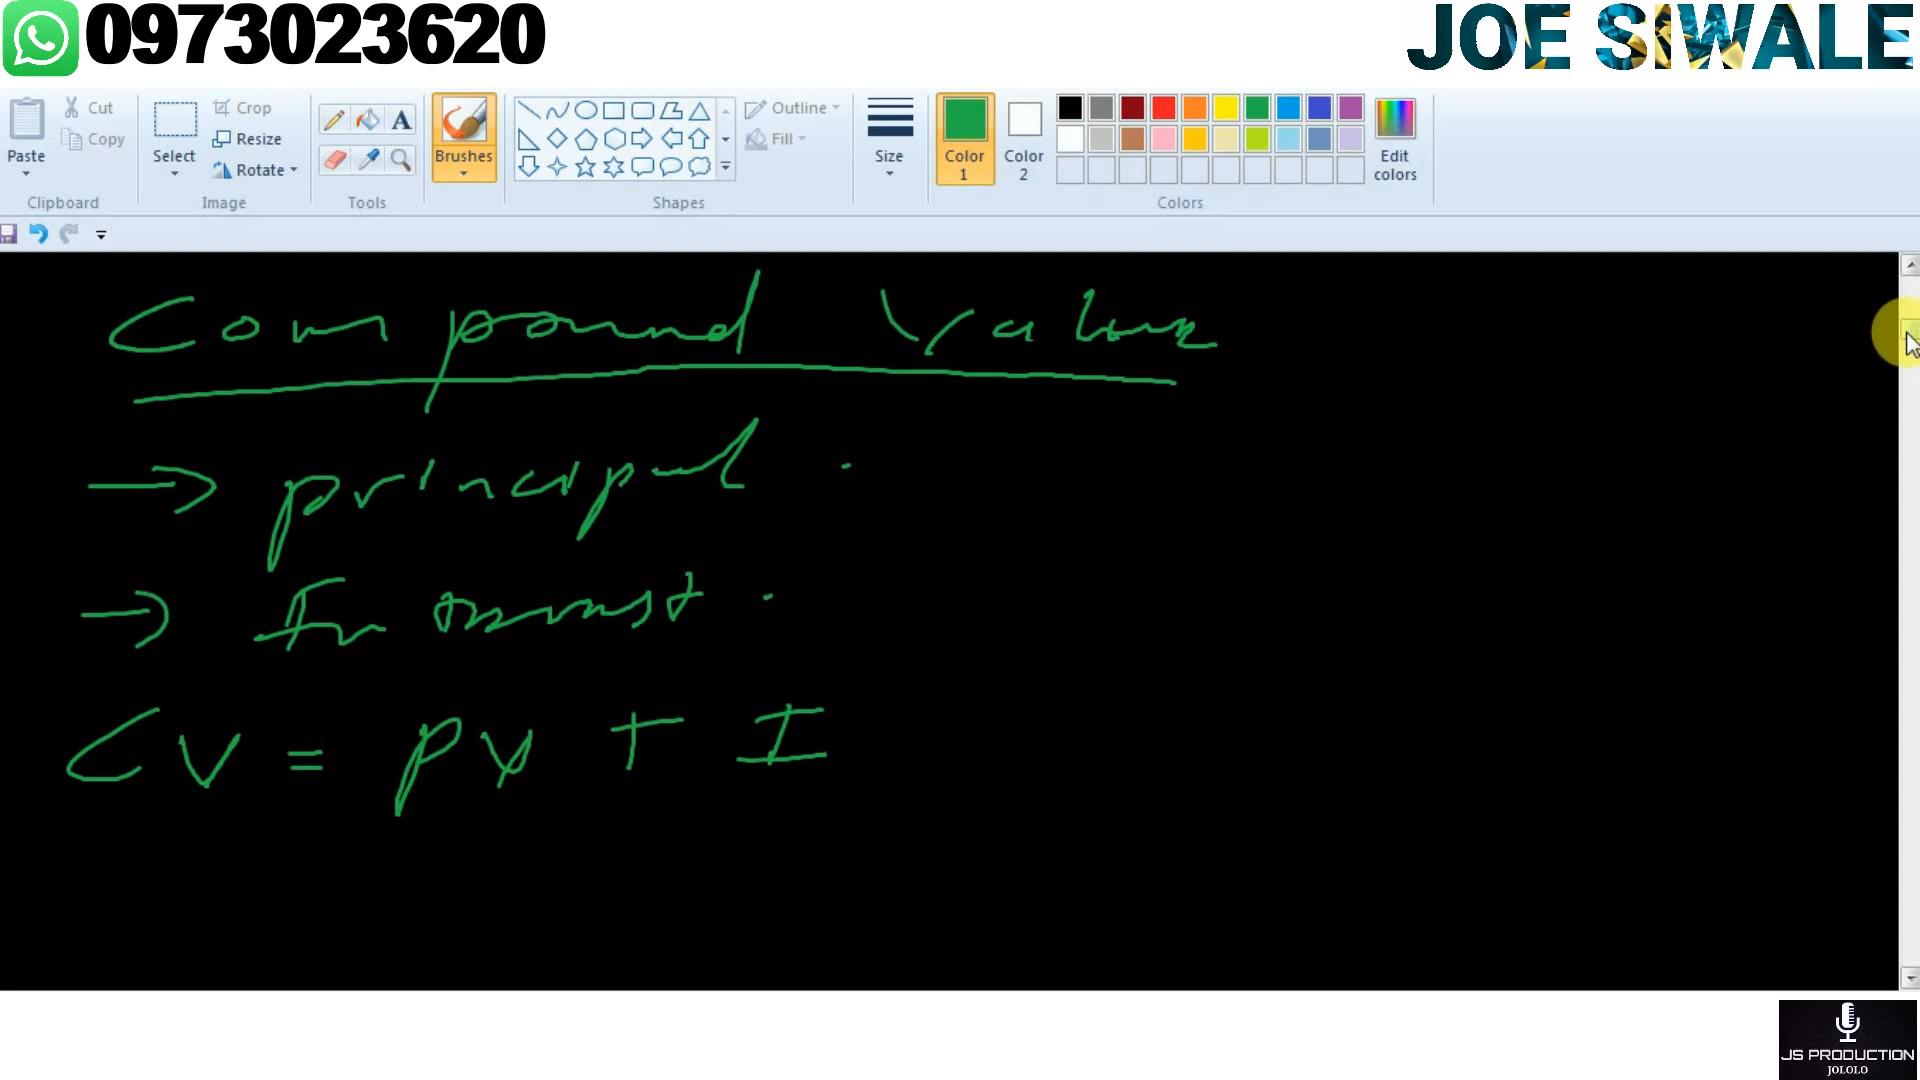 0973023620
JOE SIWALE
Paste
Cut
Copy
Clipboard
Select
Crop
Resize
Rotate
Image
A
Tools
Brushes
Outline
Fill
Shapes
Size
Color 1
Color 2
Edit colors
Colors
Compound Value
→ principal .
→ Interest .
CV = PV + I
JS PRODUCTION
JOLOLO